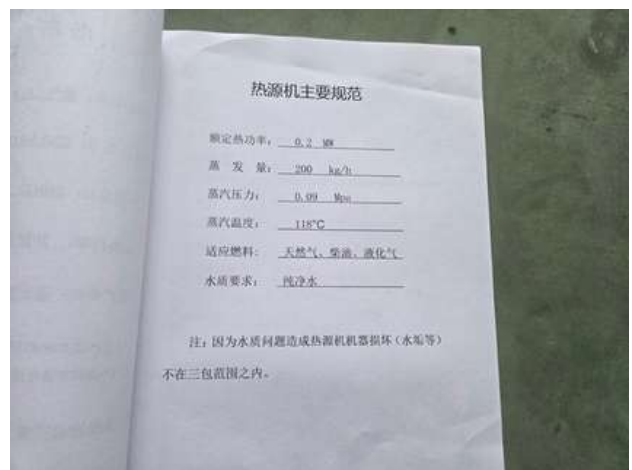 热源机主要规范
额定热功率： 0.2 MW
蒸 发 量： 200 kg/h
蒸汽压力： 0.09 Mpa
蒸汽温度： 118℃
适应燃料： 天然气、柴油、液化气
水质要求： 纯净水
注：因为水质问题造成热源机机器损坏（水垢等）
不在三包范围之内。